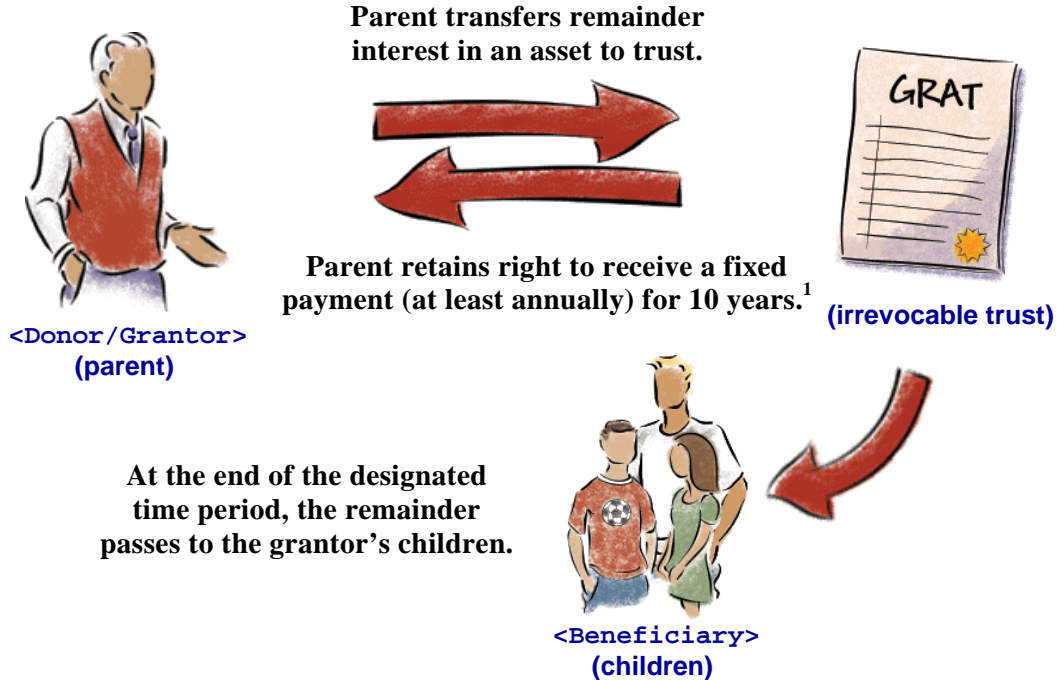 Parent transfers remainder
interest in an asset to trust.
GRAT
Parent retains right to receive a fixed
payment (at least annually) for 10 years.1
(irrevocable trust)
<Donor/Grantor>
(parent)
At the end of the designated
time period, the remainder
passes to the grantor's children.
<Beneficiary>
(children)